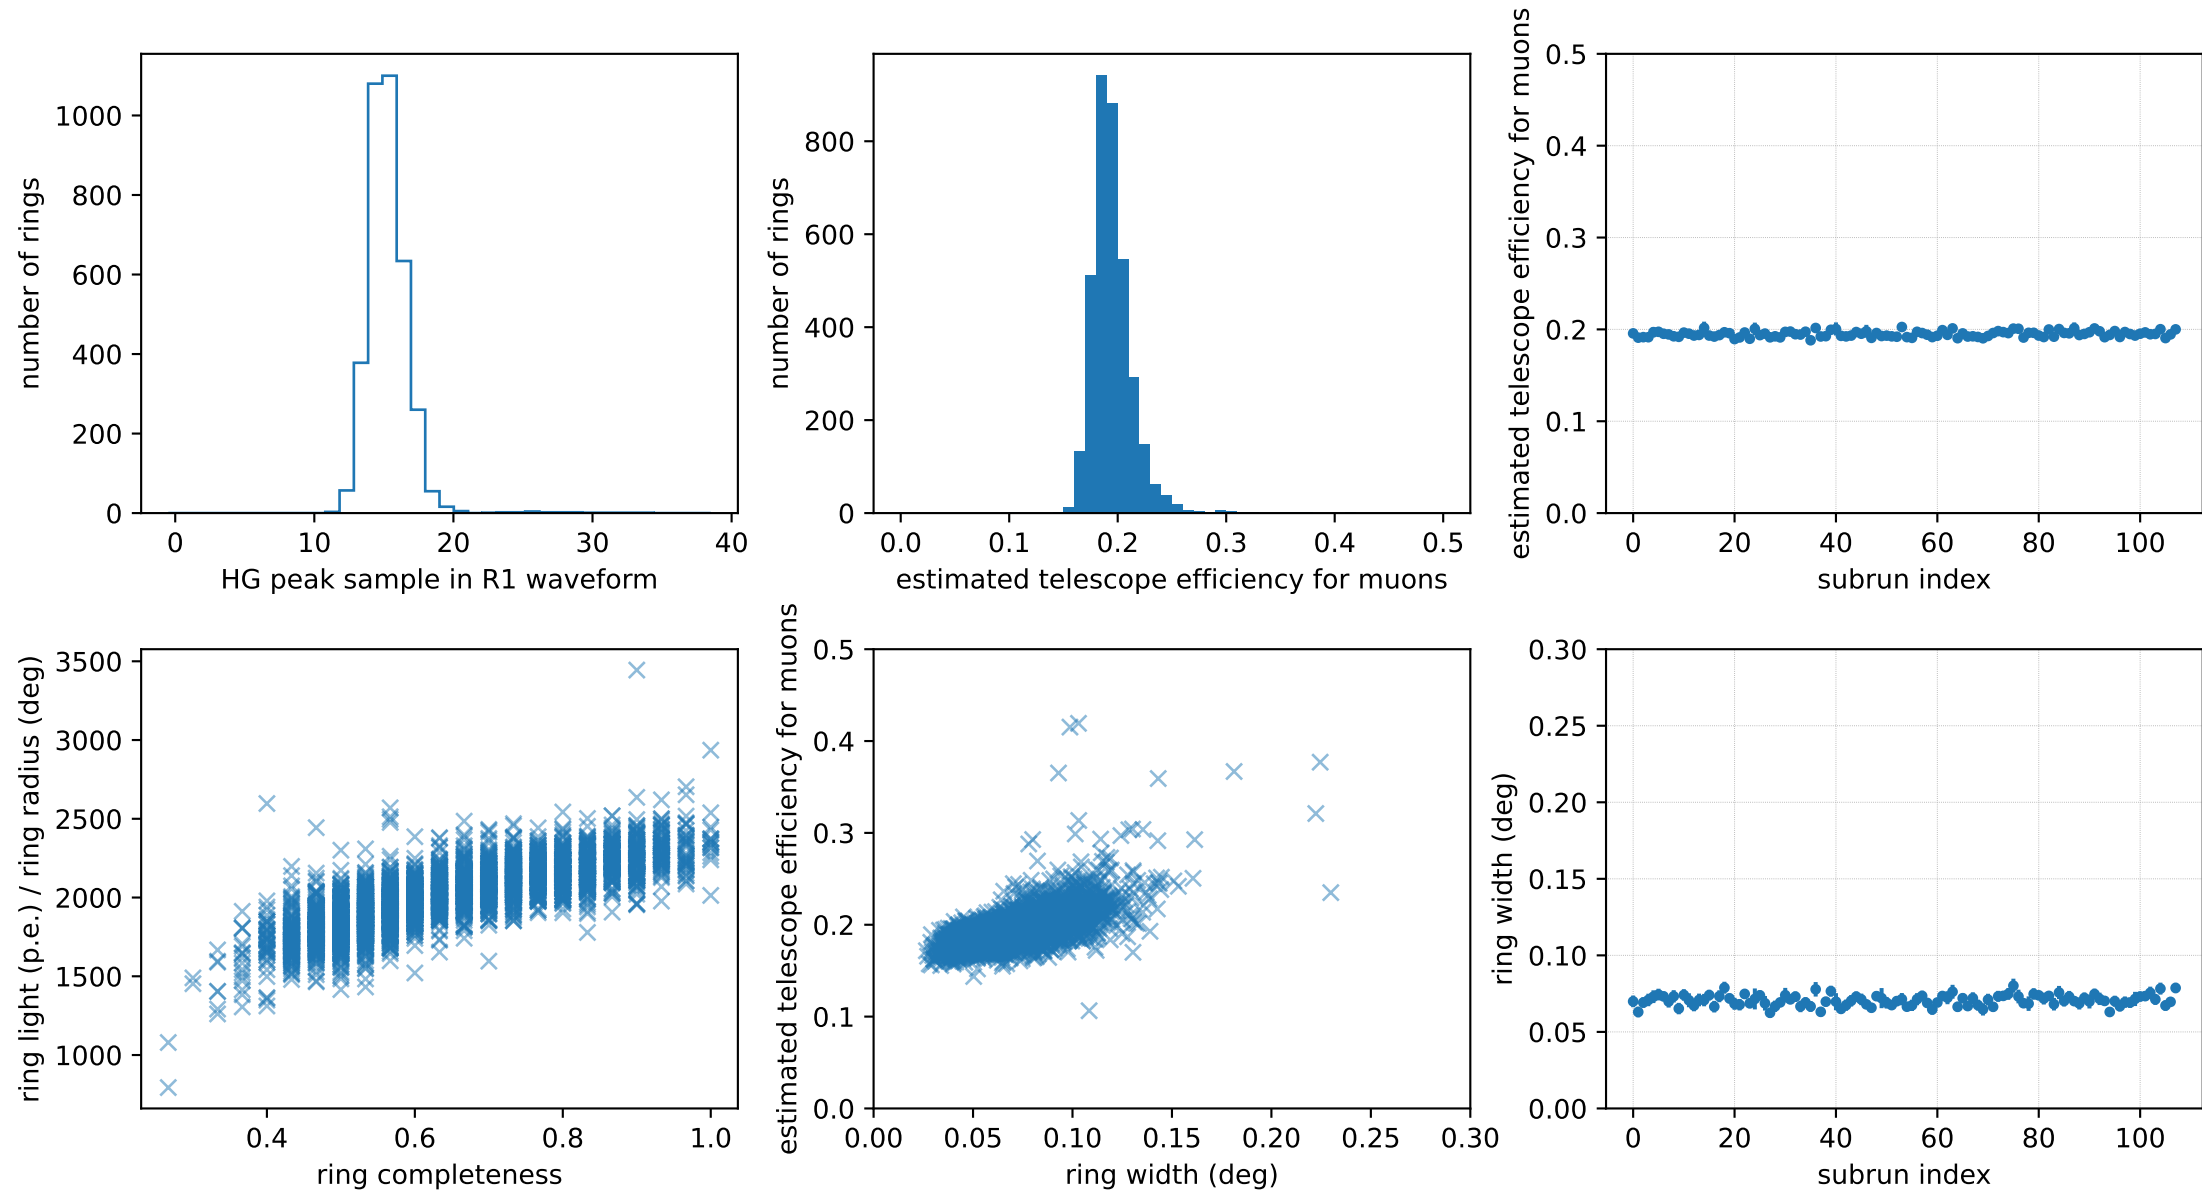 number of rings
1000
800
600
400
200
0
0 10 20 30 40
HG peak sample in R1 waveform
number of rings
800
600
400
200
0
0.0 0.1 0.2 0.3 0.4 0.5
estimated telescope efficiency for muons
estimated telescope efficiency for muons
0.5
0.4
0.3
0.2
0.1
0.0
0 20 40 60 80 100
subrun index
ring light (p.e.) / ring radius (deg)
3500
3000
2500
2000
1500
1000
0.4 0.6 0.8 1.0
ring completeness
estimated telescope efficiency for muons
0.5
0.4
0.3
0.2
0.1
0.0
0.00 0.05 0.10 0.15 0.20 0.25 0.30
ring width (deg)
ring width (deg)
0.30
0.25
0.20
0.15
0.10
0.05
0.00
0 20 40 60 80 100
subrun index